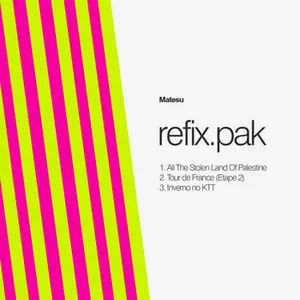 Matesu
refix.pak
1. All The Stolen Land Of Palestine
2. Tour de France (Etape 2)
3. Inverno no KTT